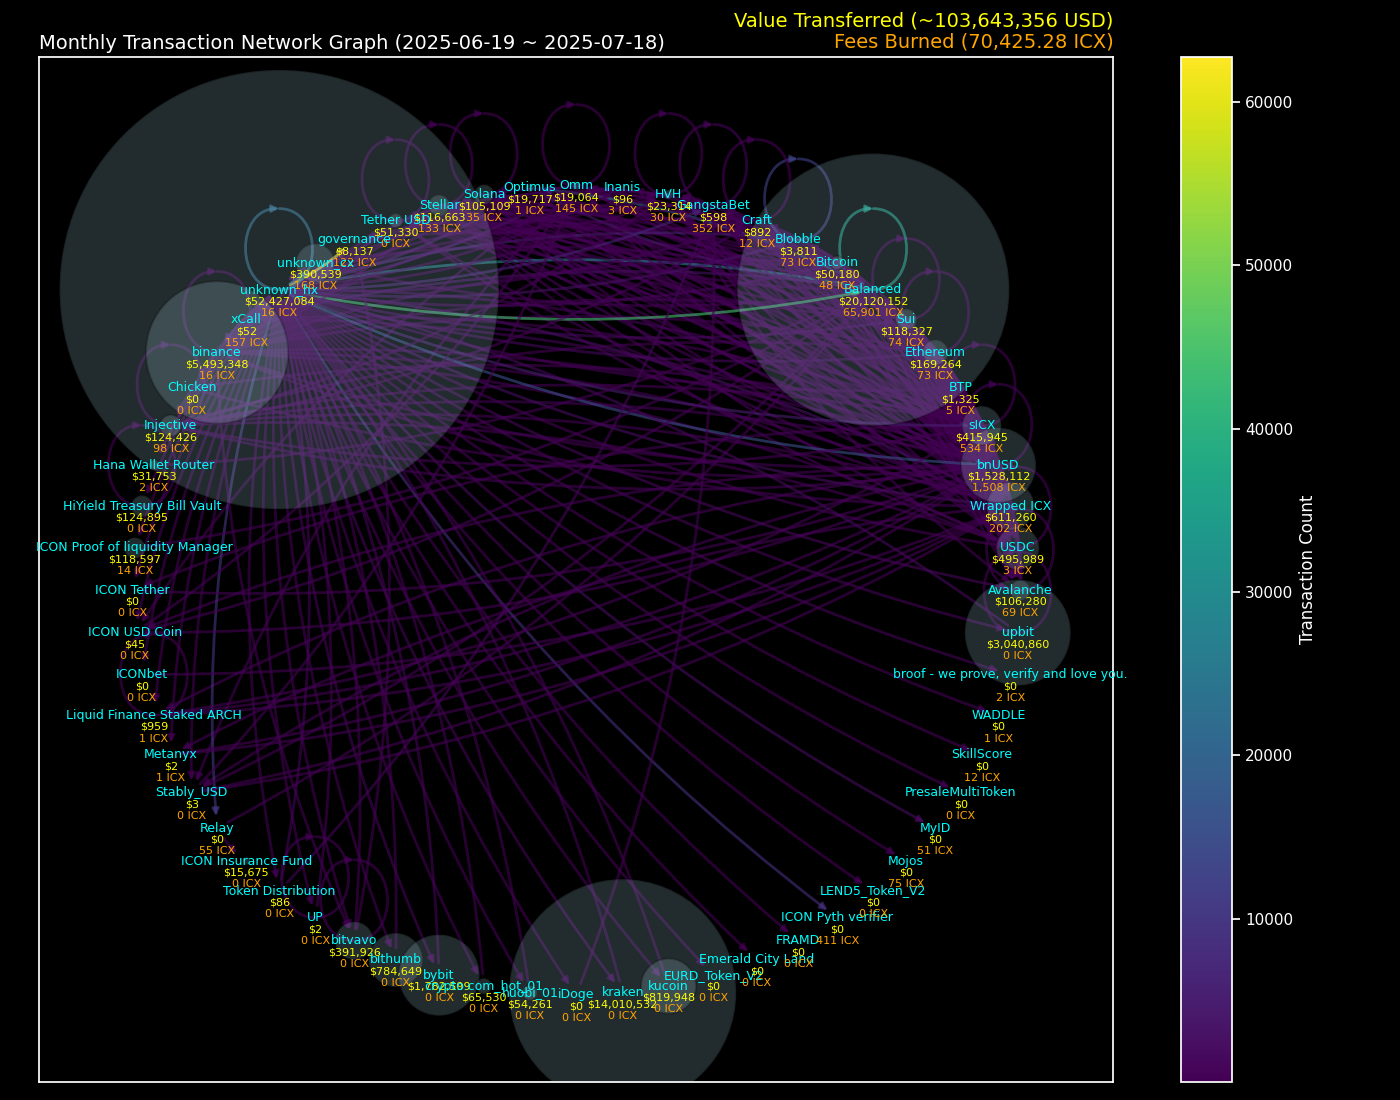 Value Transferred (~103,643,356 USD)
Monthly Transaction Network Graph (2025-06-19 ~ 2025-07-18)
Fees Burned (70,425.28 ICX)
Omm
$19,064
145 ICX
Optimus
$19,717
1 ICX
Inanis
$96
3 ICX
Solana
$105,109
35 ICX
HVH
30 ICX
Stellar
$116,663
133 ICX
GangstaBet
$598
352 ICX
Tether USD
$51,330
0 ICX
Craft
$892
12 ICX
governance
$8,137
122 ICX
Blobble
$3,811
73 ICX
$390,539
168 ICX
Bitcoin
$50,180
48 ICX
$52,427,084
16 ICX
Balanced
$20,120,152
65,901 ICX
xCall
$52
157 ICX
Sui
$118,327
74 ICX
binance
$5,493,348
16 ICX
Ethereum
$169,264
73 ICX
Chicken
$0
0 ICX
BTP
$1,325
5 ICX
Injective
$124,426
98 ICX
sICX
$415,945
534 ICX
Hana Wallet Router
$31,753
2 ICX
bnUSD
$1,528,112
1,508 ICX
HiYield Treasury Bill Vault
$124,895
0 ICX
Wrapped ICX
$611,260
202 ICX
ICON Proof of liquidity Manager
$118,597
14 ICX
USDC
$495,989
3 ICX
ICON Tether
$0
0 ICX
Avalanche
$106,280
69 ICX
ICON USD Coin
$45
0 ICX
upbit
$3,040,860
0 ICX
ICONbet
$0
0 ICX
broof - we prove, verify and love you.
$0
2 ICX
Liquid Finance Staked ARCH
$959
1 ICX
WADDLE
$0
1 ICX
Metanyx
$2
1 ICX
SkillScore
$0
12 ICX
Stably_USD
$3
0 ICX
PresaleMultiToken
$0
0 ICX
Relay
$0
55 ICX
MyID
$0
51 ICX
ICON Insurance Fund
$15,675
0 ICX
Mojos
$0
75 ICX
Token Distribution
$86
0 ICX
LEND5_Token_V2
$0
0 ICX
UP
$2
0 ICX
ICON Pyth verifier
$0
411 ICX
bitvavo
$391,926
0 ICX
FRAMD
$0
0 ICX
bithumb
$784,649
0 ICX
Emerald City Land
$0
0 ICX
bybit
0 ICX
EURD_Token_V2
$0
0 ICX
$65,530
0 ICX
kucoin
$819,948
0 ICX
$54,261
0 ICX
iDoge
$0
0 ICX
kraken
$14,010,532
0 ICX
60000
50000
40000
30000
20000
10000
Transaction Count